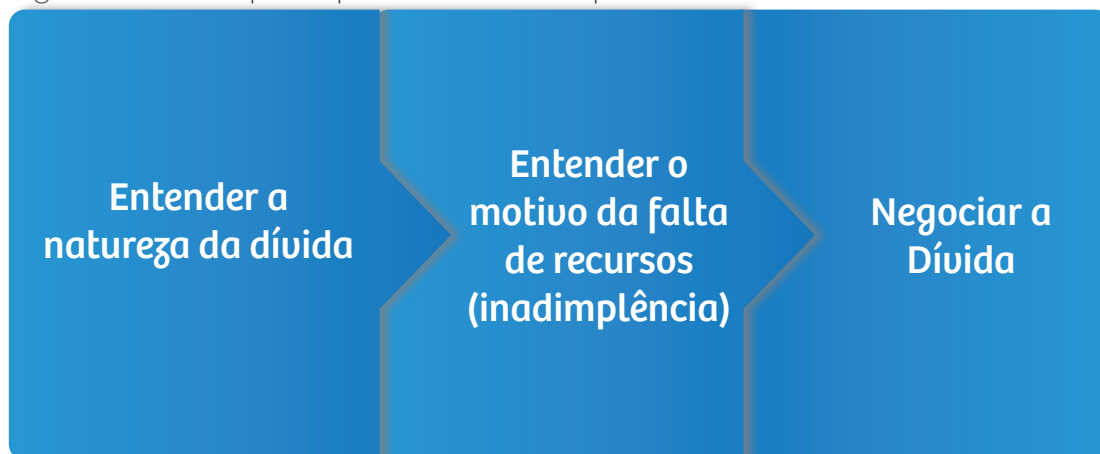 Entender a
natureza da dívida
Entender o
motivo da falta
de recursos
(inadimplência)
Negociar a
Dívida